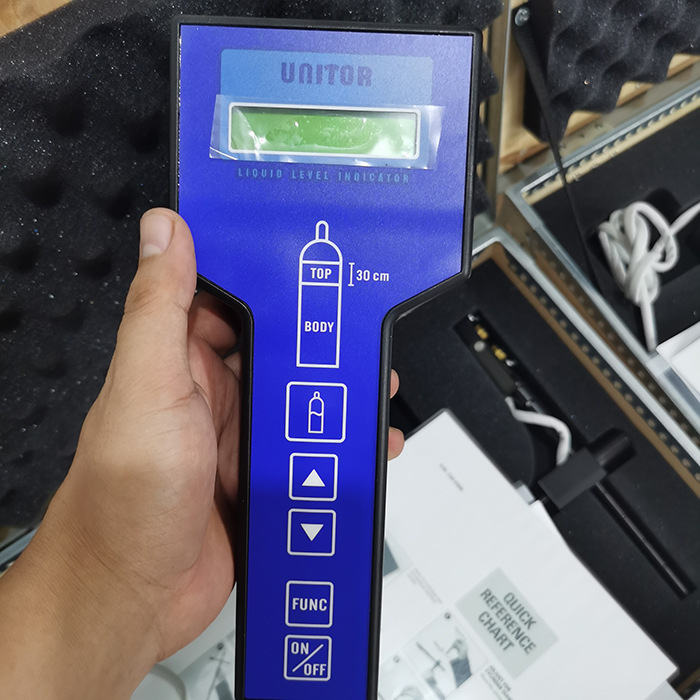 UNITOR
LIQUID LEVEL INDICATOR
TOP
30 cm
BODY
FUNC
ON/OFF
QUICK
REFERENCE
CHART